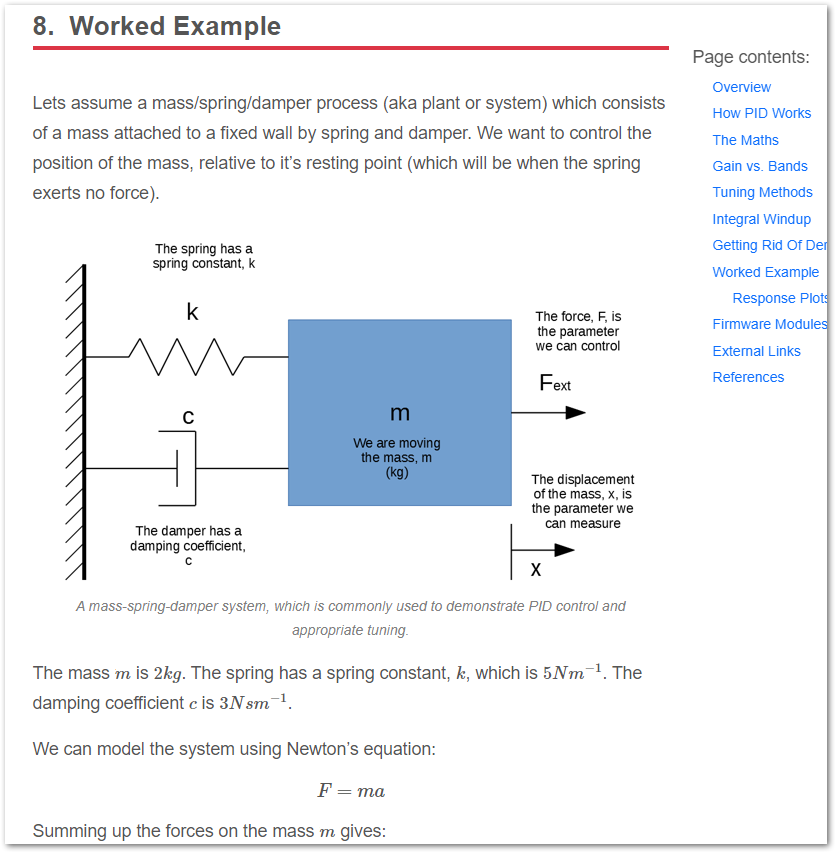 8. Worked Example
Lets assume a mass/spring/damper process (aka plant or system) which consists
of a mass attached to a fixed wall by spring and damper. We want to control the
position of the mass, relative to it’s resting point (which will be when the spring
exerts no force).
The spring has a
spring constant, k
k
c
The damper has a
damping coefficient,
c
m
We are moving
the mass, m
(kg)
The force, F, is
the parameter
we can control
Fext
The displacement
of the mass, x, is
the parameter we
can measure
x
A mass-spring-damper system, which is commonly used to demonstrate PID control and
appropriate tuning.
The mass m is 2kg. The spring has a spring constant, k, which is 5Nm⁻¹. The
damping coefficient c is 3Nsm⁻¹.
We can model the system using Newton’s equation:
F = ma
Summing up the forces on the mass m gives:
Page contents:
Overview
How PID Works
The Maths
Gain vs. Bands
Tuning Methods
Integral Windup
Getting Rid Of
Worked Example
Response Plots
Firmware Modules
External Links
References